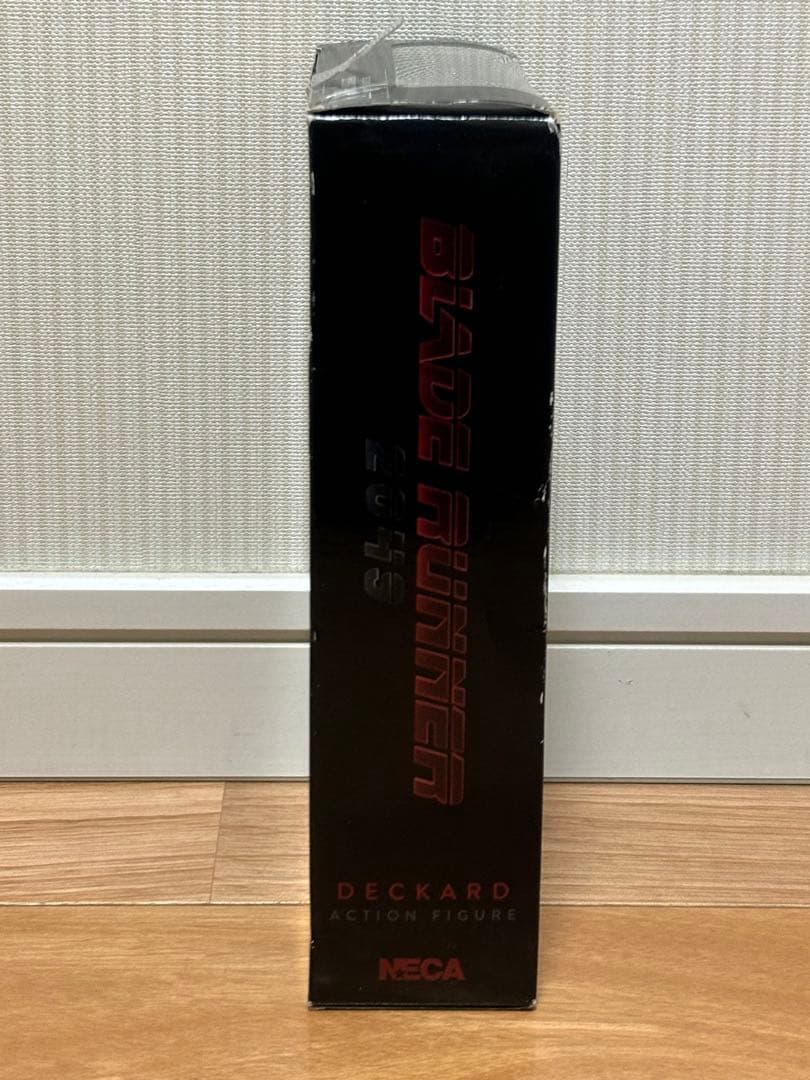 BLADE RUNNER
2049
DECKARD
ACTION FIGURE
NECA